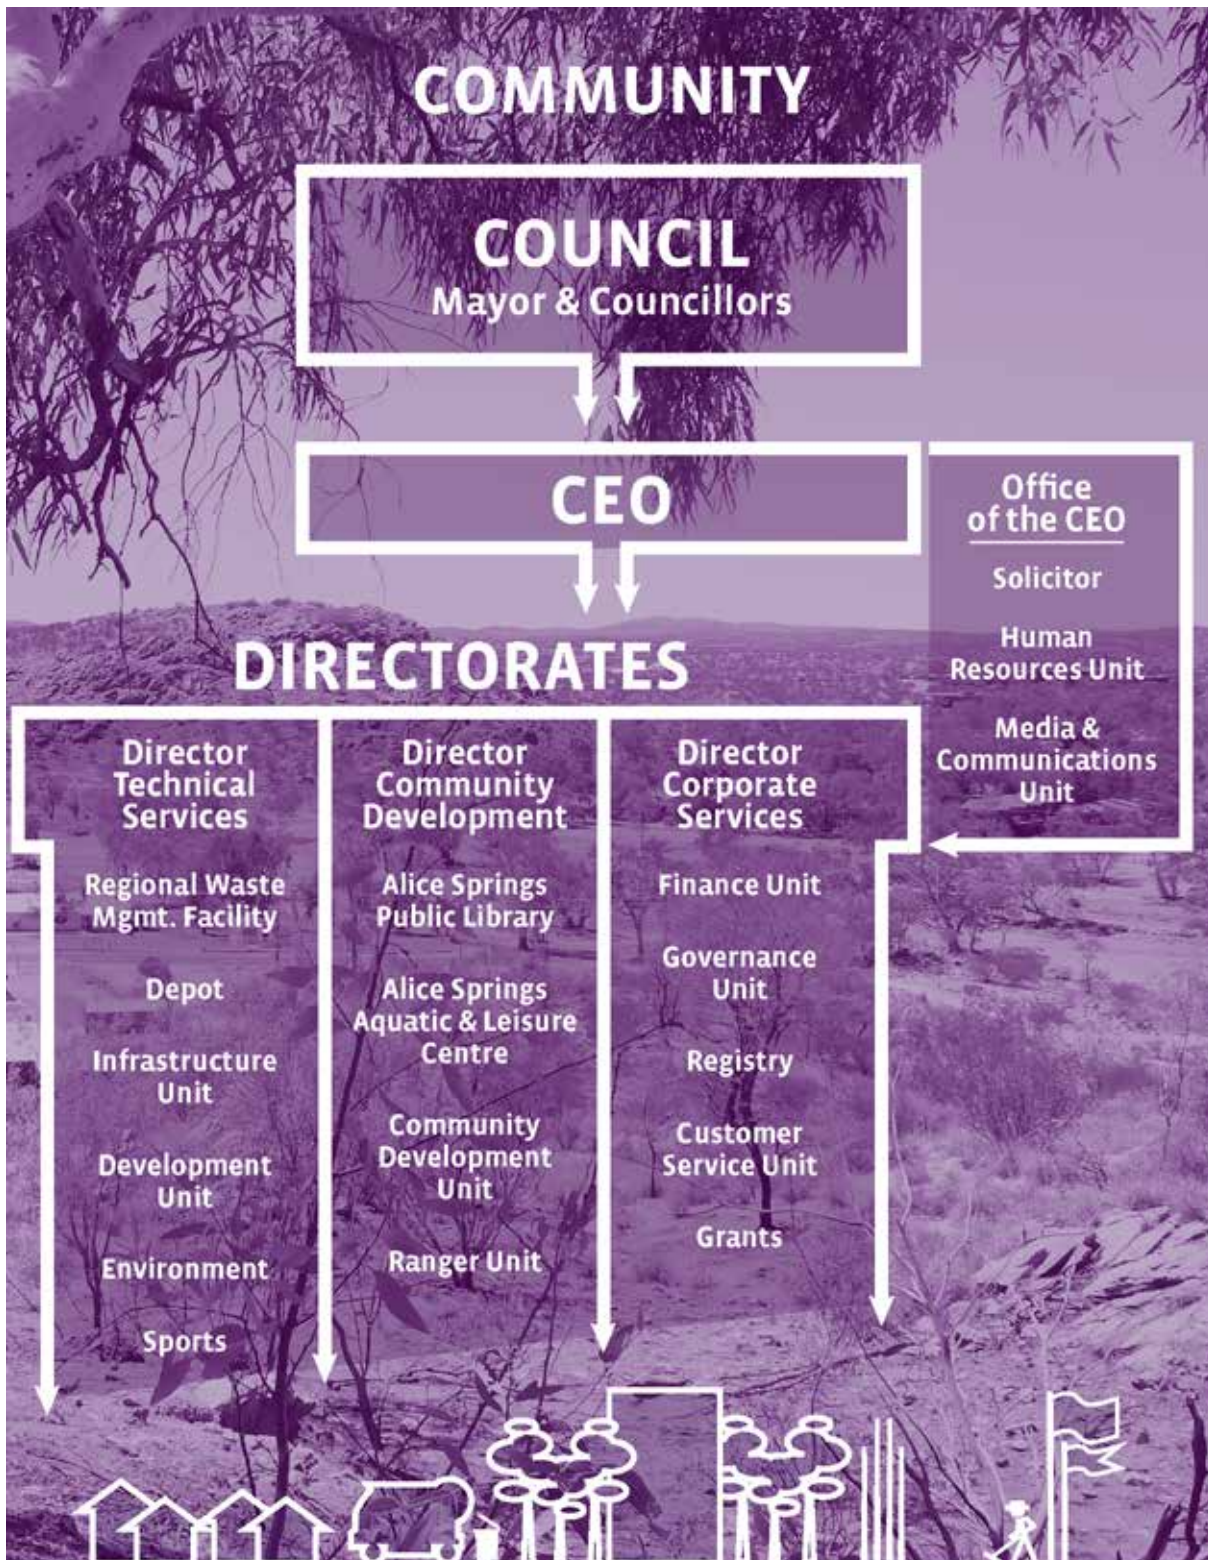 COMMUNITY
COUNCIL
Mayor & Councillors
CEO
Office
of the CEO
Solicitor
Human
Resources Unit
Media &
Communications
Unit
DIRECTORATES
Director
Technical
Services
Regional Waste
Mgmt. Facility
Depot
Infrastructure
Unit
Development
Unit
Environment
Sports
Director
Community
Development
Alice Springs
Public Library
Alice Springs
Aquatic & Leisure
Centre
Community
Development
Unit
Ranger Unit
Director
Corporate
Services
Finance Unit
Governance
Unit
Registry
Customer
Service Unit
Grants